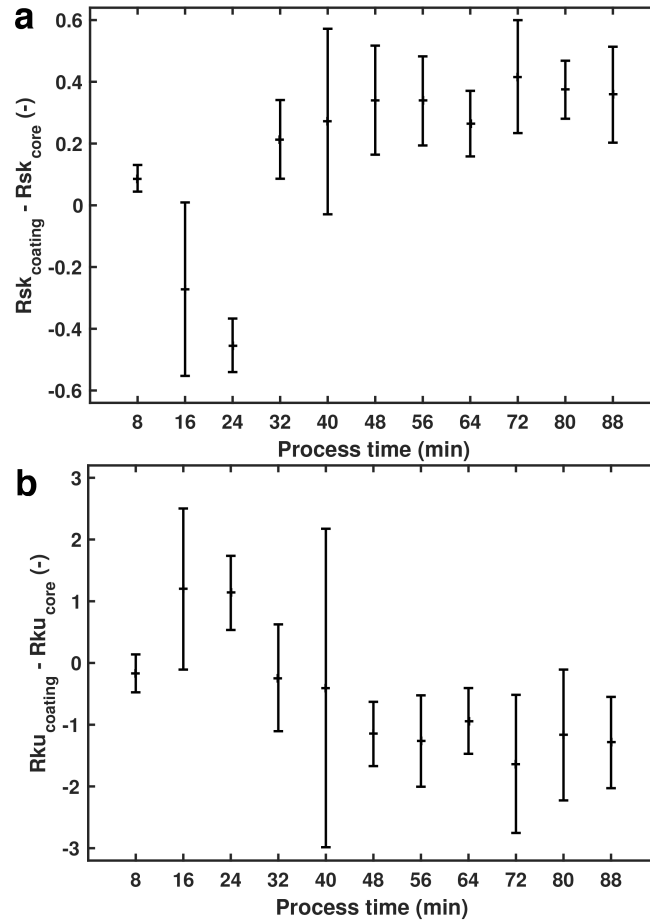 a
Rsk_coating - Rsk_core (-)
0.6
0.4
0.2
0
-0.2
-0.4
-0.6
8 16 24 32 40 48 56 64 72 80 88
Process time (min)
b
Rku_coating - Rku_core (-)
3
2
1
0
-1
-2
-3
8 16 24 32 40 48 56 64 72 80 88
Process time (min)